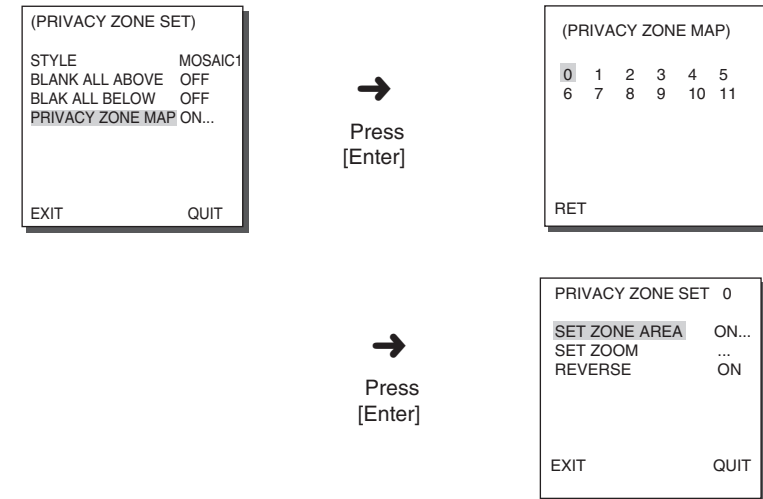 (PRIVACY ZONE SET)
STYLE MOSAIC1
BLANK ALL ABOVE OFF
BLAK ALL BELOW OFF
PRIVACY ZONE MAP ON...
EXIT QUIT
Press
[Enter]
(PRIVACY ZONE MAP)
0 1 2 3 4 5
6 7 8 9 10 11
RET
Press
[Enter]
PRIVACY ZONE SET 0
SET ZONE AREA ON...
SET ZOOM ...
REVERSE ON
EXIT QUIT